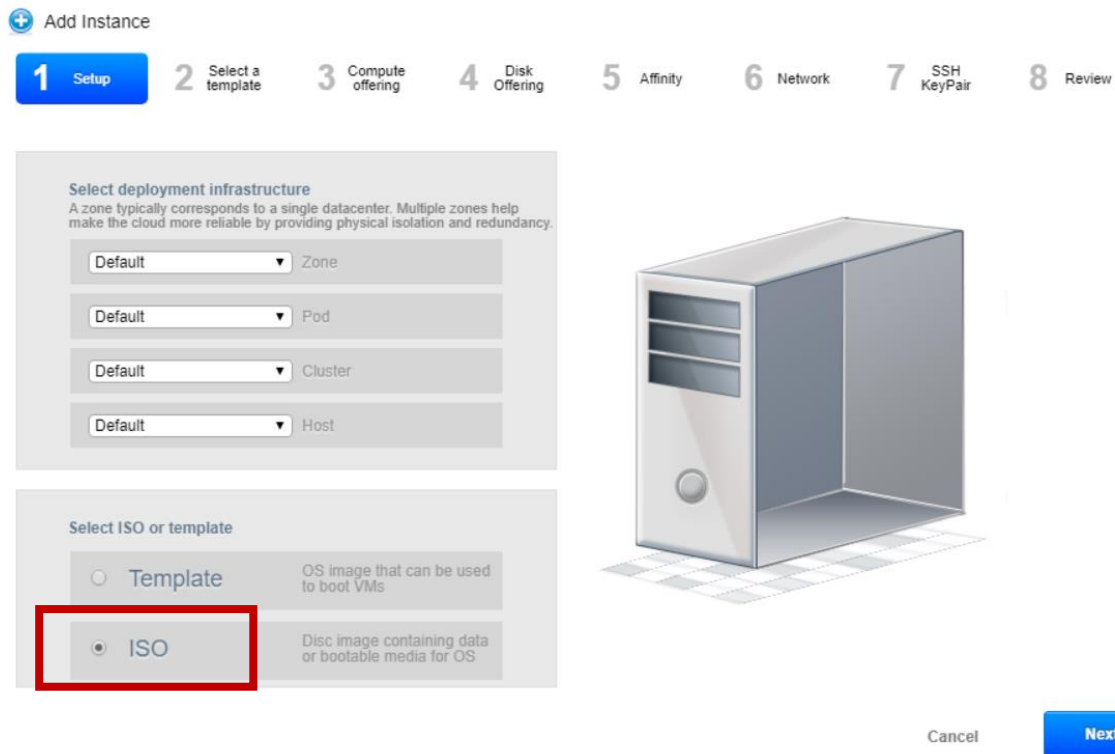 Add Instance
1 Setup
2 Select a
template
3 Compute
offering
4 Disk
Offering
5 Affinity
6 Network
7 SSH
KeyPair
8 Review
Select deployment infrastructure
A zone typically corresponds to a single datacenter. Multiple zones help
make the cloud more reliable by providing physical isolation and redundancy.
Default Zone
Default Pod
Default Cluster
Default Host
Select ISO or template
Template
OS image that can be used
to boot VMs
ISO
Disc image containing data
or bootable media for OS
Cancel